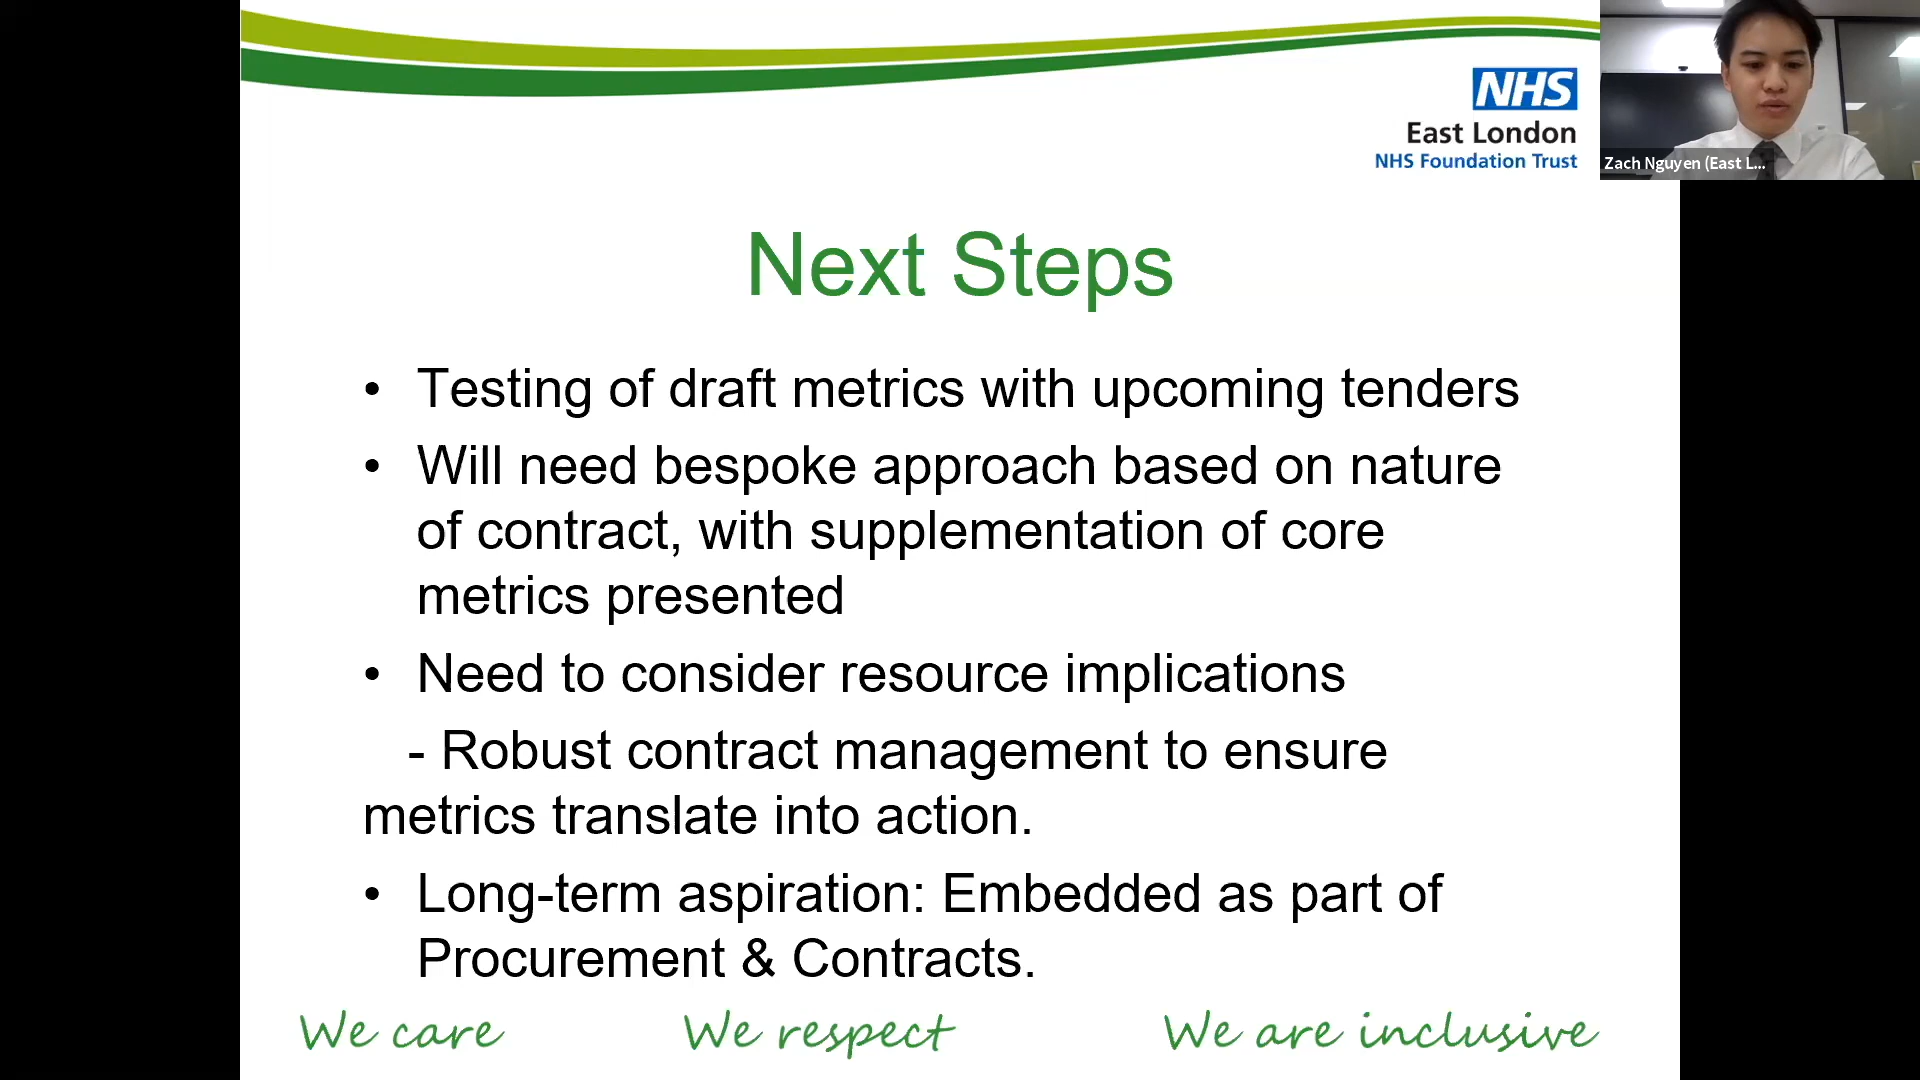 NHS
East London
NHS Foundation Trust
Zach Nguyen (East L...
Next Steps
• Testing of draft metrics with upcoming tenders
• Will need bespoke approach based on nature
of contract, with supplementation of core
metrics presented
• Need to consider resource implications
- Robust contract management to ensure
metrics translate into action.
• Long-term aspiration: Embedded as part of
Procurement & Contracts.
We care We respect We are inclusive